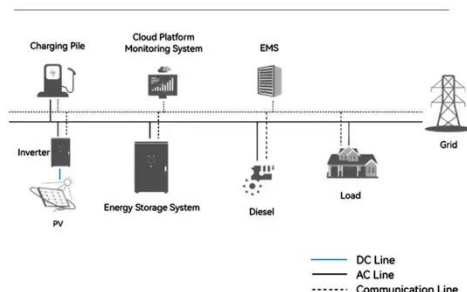 Charging Pile
Cloud Platform
Monitoring System
EMS
Grid
Inverter
PV
Energy Storage System
Diesel
Load
DC Line
AC Line
Communication Line